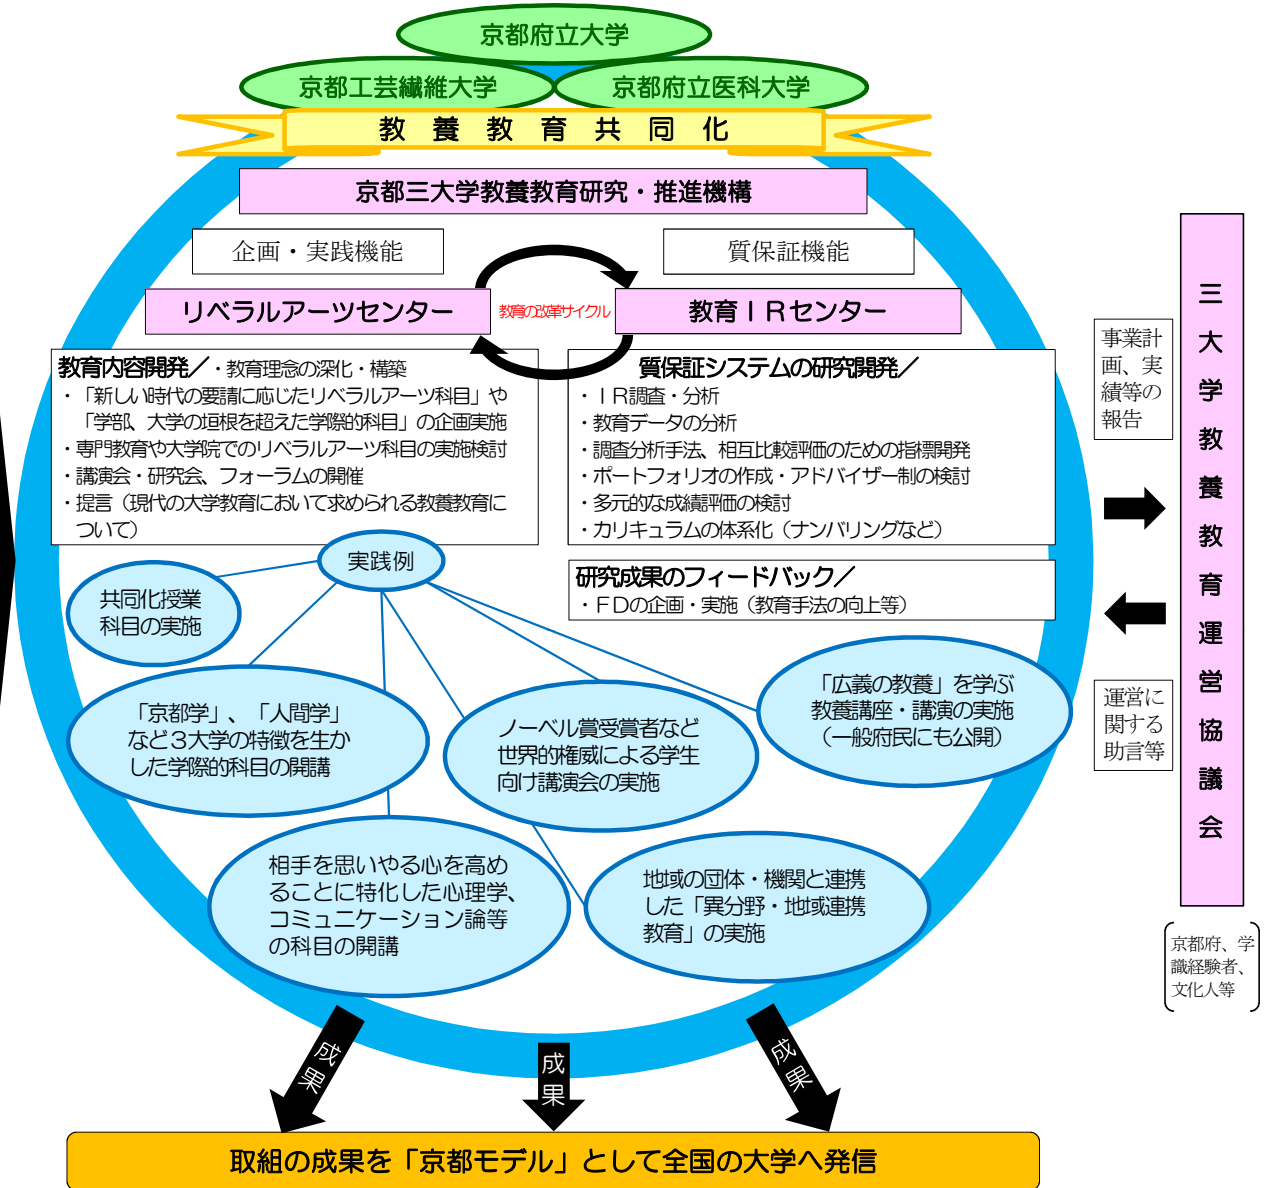 京都府立大学
京都工芸繊維大学
京都府立医科大学
教養教育共同化
京都三大学教養教育研究・推進機構
企画・実践機能
質保証機能
リベラルアーツセンター
教育の改革サイクル
教育ＩＲセンター
教育内容開発／・教育理念の深化・構築
・「新しい時代の要請に応じたリベラルアーツ科目」や
「学部、大学の垣根を超えた学際的科目」の企画実施
・専門教育や大学院でのリベラルアーツ科目の実施検討
・講演会・研究会、フォーラムの開催
・提言（現代の大学教育において求められる教養教育に
ついて）
質保証システムの研究開発／
・ＩＲ調査・分析
・教育データの分析
・調査分析手法、相互比較評価のための指標開発
・ポートフォリオの作成・アドバイザー制の検討
・多元的な成績評価の検討
・カリキュラムの体系化（ナンバリングなど）
研究成果のフィードバック／
・ＦＤの企画・実施（教育手法の向上等）
実践例
共同化授業
科目の実施
「京都学」、「人間学」
など３大学の特徴を生か
した学際的科目の開講
ノーベル賞受賞者など
世界的権威による学生
向け講演会の実施
「広義の教養」を学ぶ
教養講座・講演の実施
（一般府民にも公開）
相手を思いやる心を高め
ることに特化した心理学、
コミュニケーション論等
の科目の開講
地域の団体・機関と連携
した「異分野・地域連携
教育」の実施
事業計
画、実
績等の
報告
運営に
関する
助言等
三大学教養教育運営協議会
京都府、学
識経験者、
文化人等
成果
成果
成果
取組の成果を「京都モデル」として全国の大学へ発信